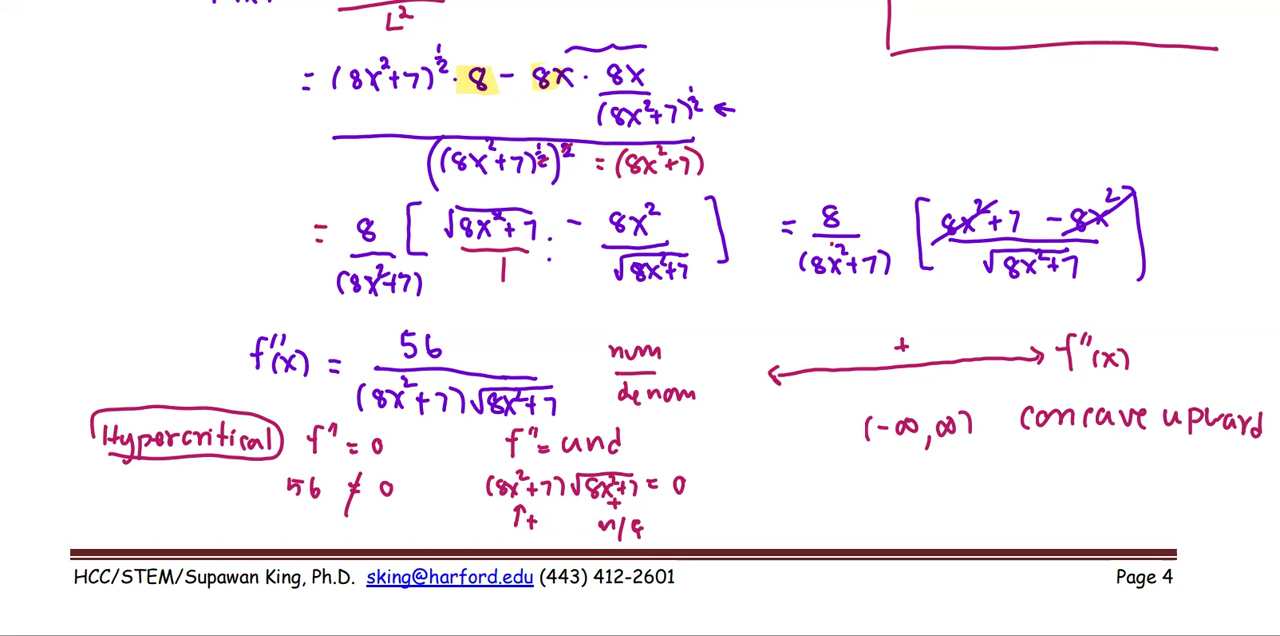 L²
= (8x²+7)^½ · 8 − 8x · 8x/(8x²+7)^½ ←
((8x²+7)^½)² = (8x²+7)
= 8/(8x²+7) [ √(8x²+7)/1 · − 8x²/√(8x²+7) ] = 8/(8x²+7) [ (8x²+7 − 8x²)/√(8x²+7) ]
f''(x) = 56/((8x²+7)√(8x²+7)) num/denom + f''(x)
Hypercritical f'' = 0 f'' = und (-∞,∞) concave upward
56 ≠ 0 (8x²+7)√(8x²+7) = 0
↑+ + n/a
HCC/STEM/Supawan King, Ph.D. sking@harford.edu (443) 412-2601 Page 4